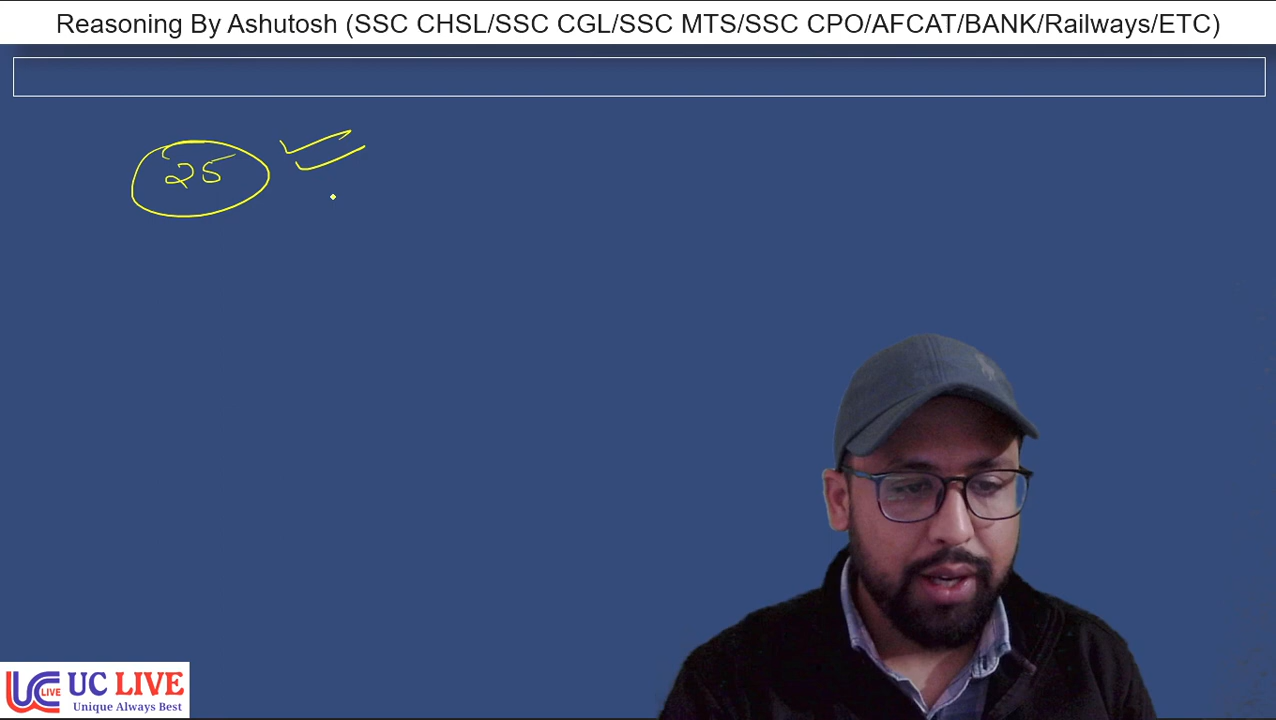 Reasoning By Ashutosh (SSC CHSL/SSC CGL/SSC MTS/SSC CPO/AFCAT/BANK/Railways/ETC)
25
UC LIVE
LIVE
Unique Always Best